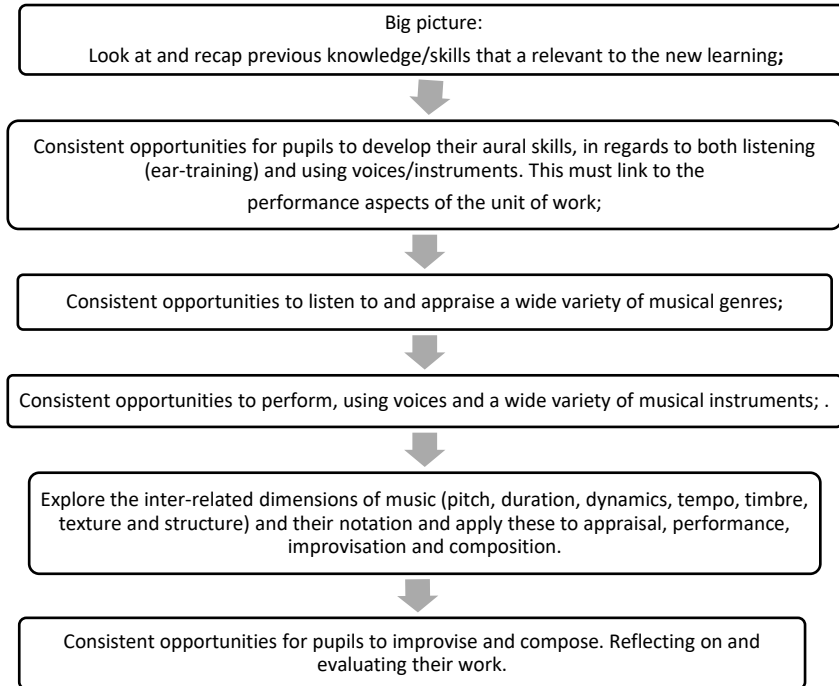 Big picture:
Look at and recap previous knowledge/skills that a relevant to the new learning;
Consistent opportunities for pupils to develop their aural skills, in regards to both listening
(ear-training) and using voices/instruments. This must link to the
performance aspects of the unit of work;
Consistent opportunities to listen to and appraise a wide variety of musical genres;
Consistent opportunities to perform, using voices and a wide variety of musical instruments; .
Explore the inter-related dimensions of music (pitch, duration, dynamics, tempo, timbre,
texture and structure) and their notation and apply these to appraisal, performance,
improvisation and composition.
Consistent opportunities for pupils to improvise and compose. Reflecting on and
evaluating their work.